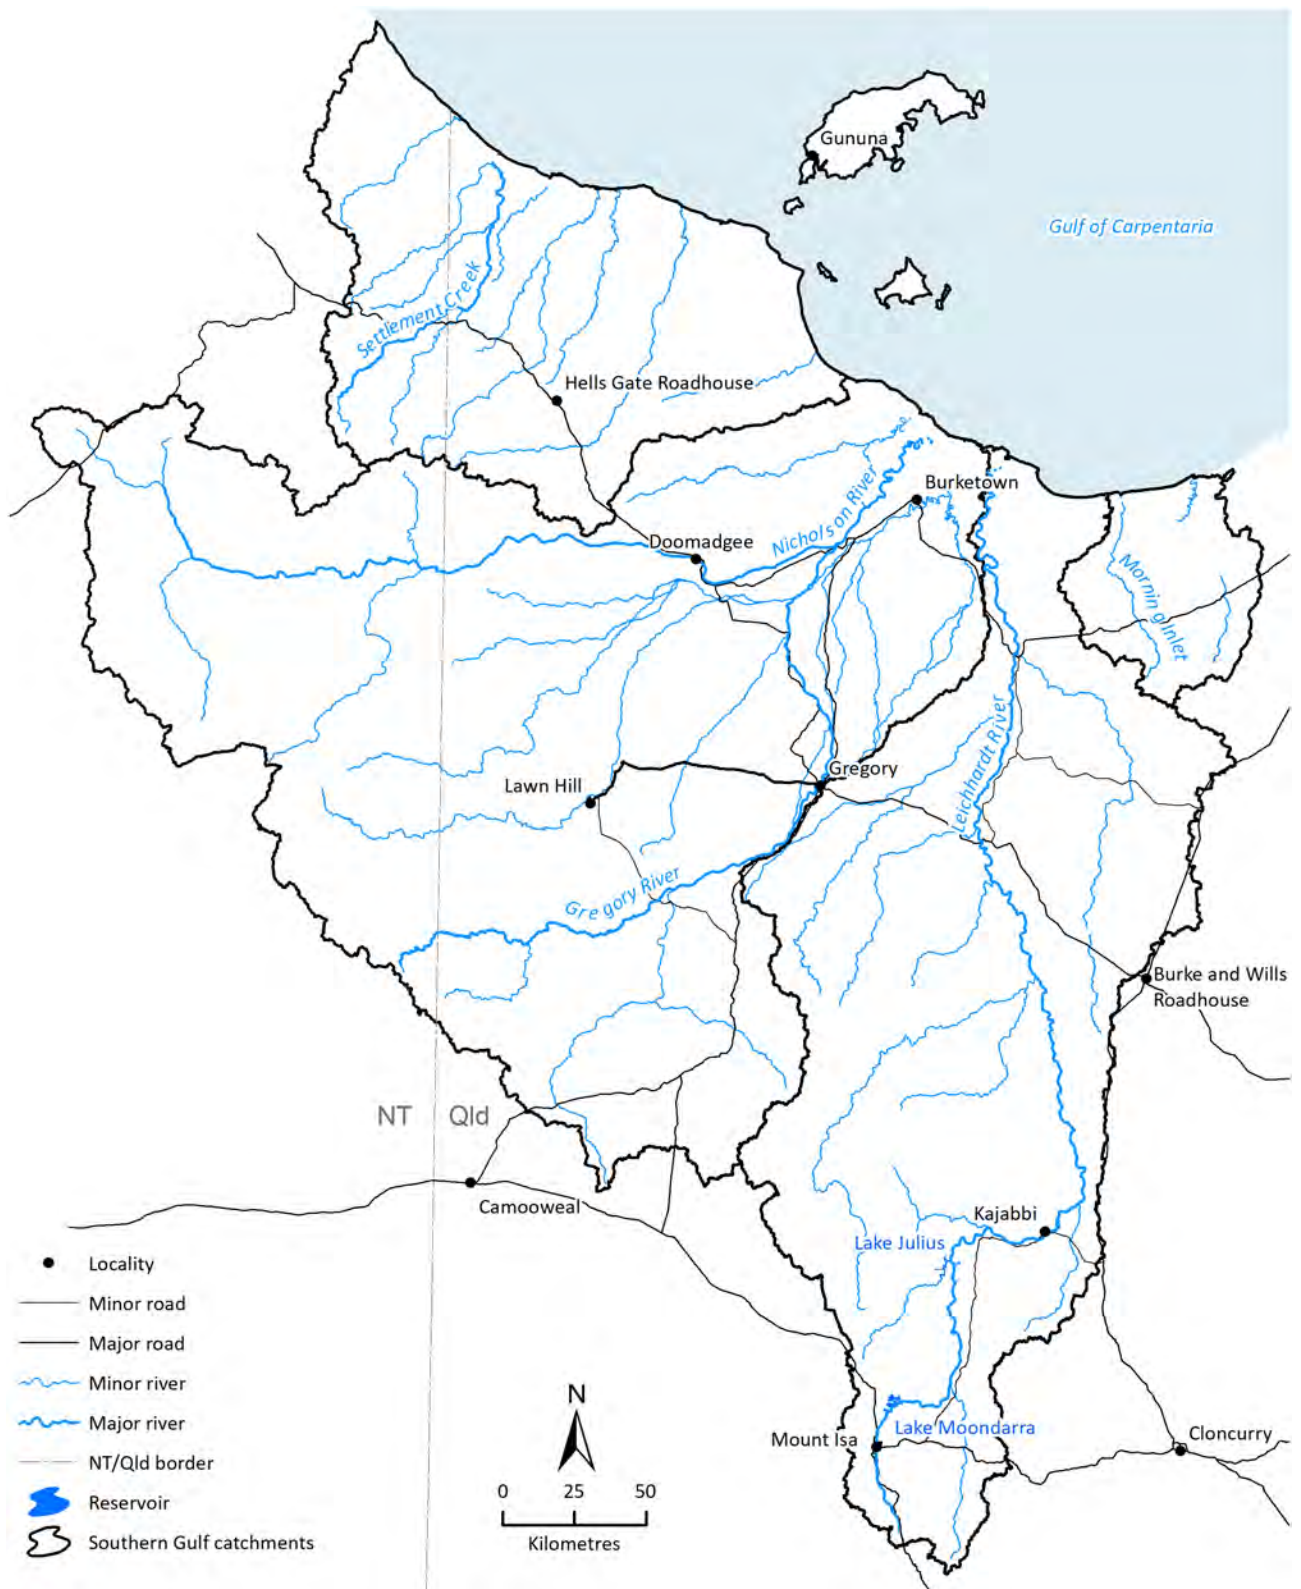 Gununa
Gulf of Carpentaria
Settlement Creek
Hells Gate Roadhouse
Burketown
Nicholson River
Doomadgee
Morning Inlet
Leichhardt River
Gregory
Lawn Hill
Gregory River
Burke and Wills
Roadhouse
NT
Qld
Camooweal
Kajabbi
Lake Julius
Locality
Minor road
Major road
Minor river
Major river
NT/Qld border
Reservoir
Southern Gulf catchments
N
0 25 50
Kilometres
Lake Moondarra
Mount Isa
Cloncurry